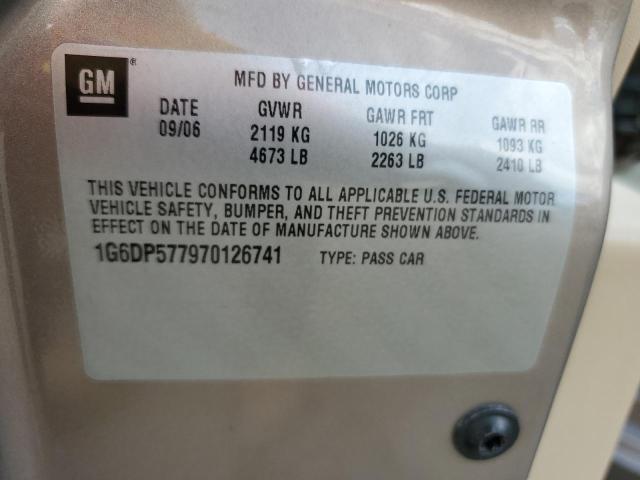 GM ®
MFD BY GENERAL MOTORS CORP
DATE GVWR GAWR FRT GAWR RR
09/06 2119 KG 1026 KG 1093 KG
4673 LB 2263 LB 2410 LB
THIS VEHICLE CONFORMS TO ALL APPLICABLE U.S. FEDERAL MOTOR
VEHICLE SAFETY, BUMPER, AND THEFT PREVENTION STANDARDS IN
EFFECT ON THE DATE OF MANUFACTURE SHOWN ABOVE.
1G6DP577970126741 TYPE: PASS CAR